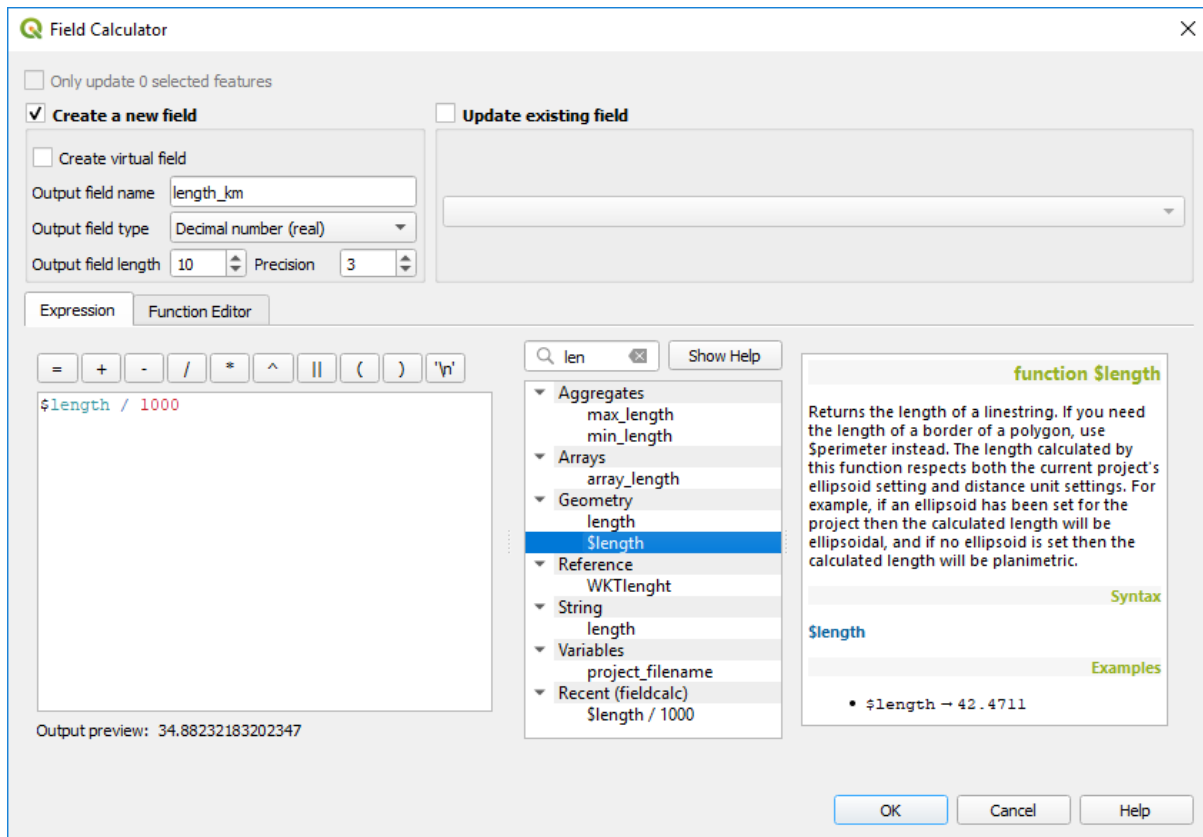 Field Calculator
Only update 0 selected features
Create a new field
Update existing field
Create virtual field
Output field name length_km
Output field type Decimal number (real)
Output field length 10 Precision 3
Expression Function Editor
= + - / * ^ || ( ) '\n'
$length / 1000
Output preview: 34.88232183202347
len Show Help
Aggregates
max_length
min_length
Arrays
array_length
Geometry
length
$length
Reference
WKTlenght
String
length
Variables
project_filename
Recent (fieldcalc)
$length / 1000
function $length
Returns the length of a linestring. If you need
the length of a border of a polygon, use
$perimeter instead. The length calculated by
this function respects both the current project's
ellipsoid setting and distance unit settings. For
example, if an ellipsoid has been set for the
project then the calculated length will be
ellipsoidal, and if no ellipsoid is set then the
calculated length will be planimetric.
Syntax
$length
Examples
• $length → 42.4711
OK Cancel Help